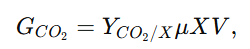 G_{CO_2} = Y_{CO_2/X} μXV,